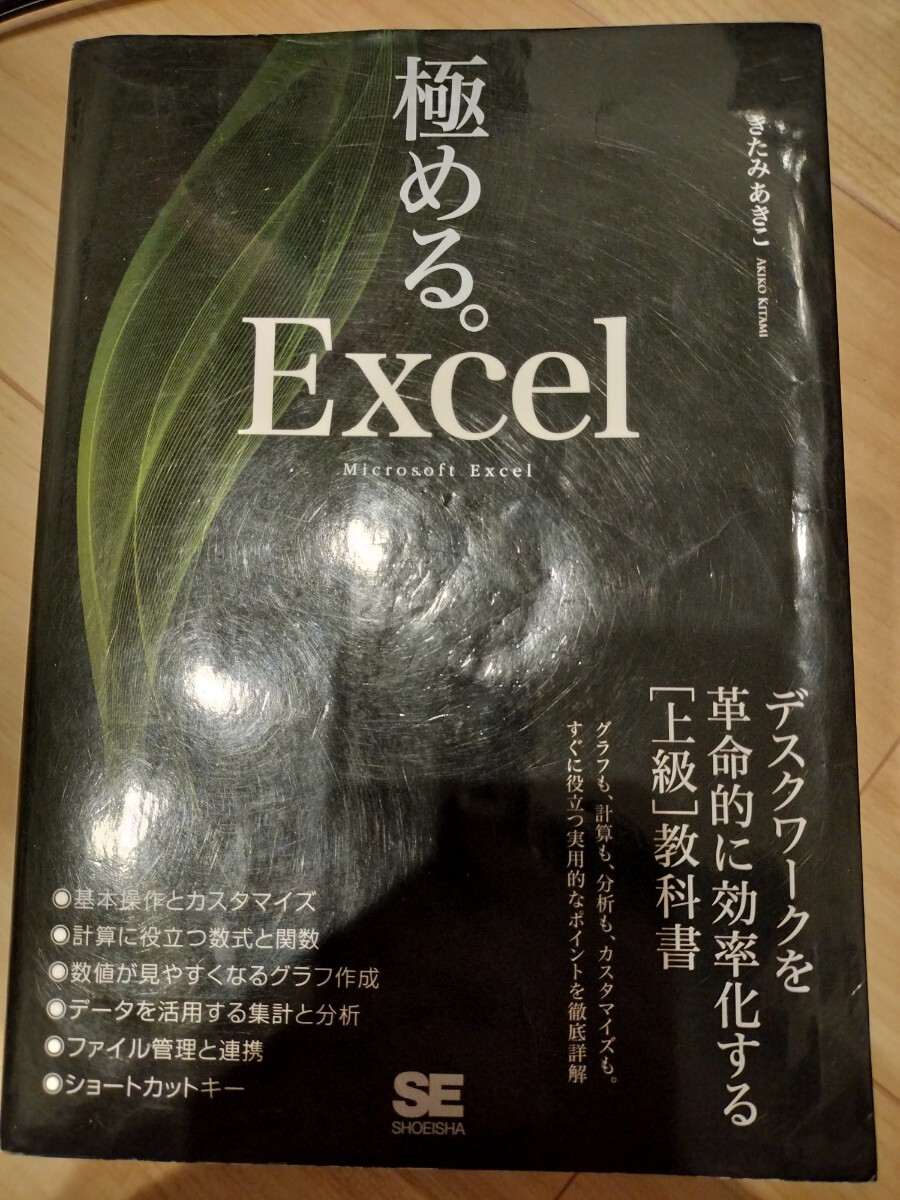 極める。
Excel
Microsoft Excel
きたみ あきこ AKIKO KITAMI
デスクワークを
革命的に効率化する
[上級]教科書
グラフも、計算も、分析も、カスタマイズも。
すぐに役立つ実用的なポイントを徹底詳解
◉基本操作とカスタマイズ
◉計算に役立つ数式と関数
◉数値が見やすくなるグラフ作成
◉データを活用する集計と分析
◉ファイル管理と連携
◉ショートカットキー
SE
SHOEISHA